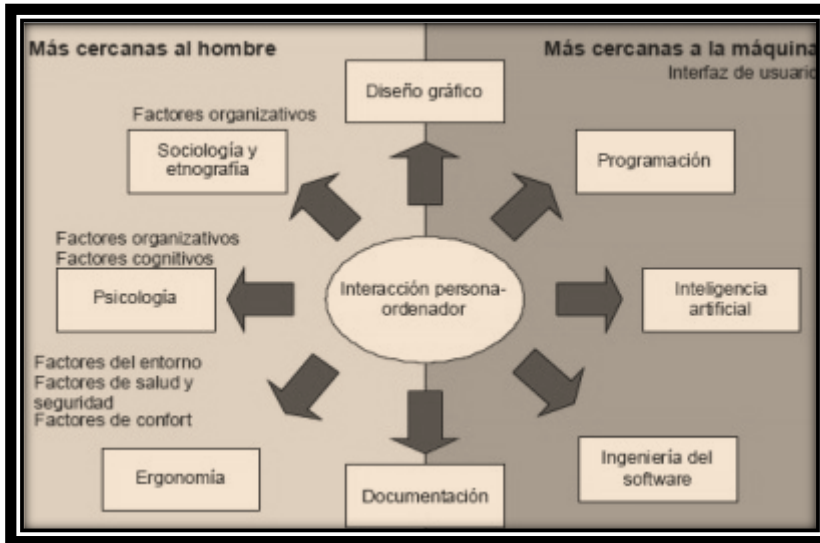 Más cercanas al hombre
Más cercanas a la máquina
Interfaz de usuario
Diseño gráfico
Factores organizativos
Sociología y
etnografía
Programación
Factores organizativos
Factores cognitivos
Psicología
Interacción persona-
ordenador
Inteligencia
artificial
Factores del entorno
Factores de salud y
seguridad
Factores de confort
Ergonomía
Documentación
Ingeniería del
software